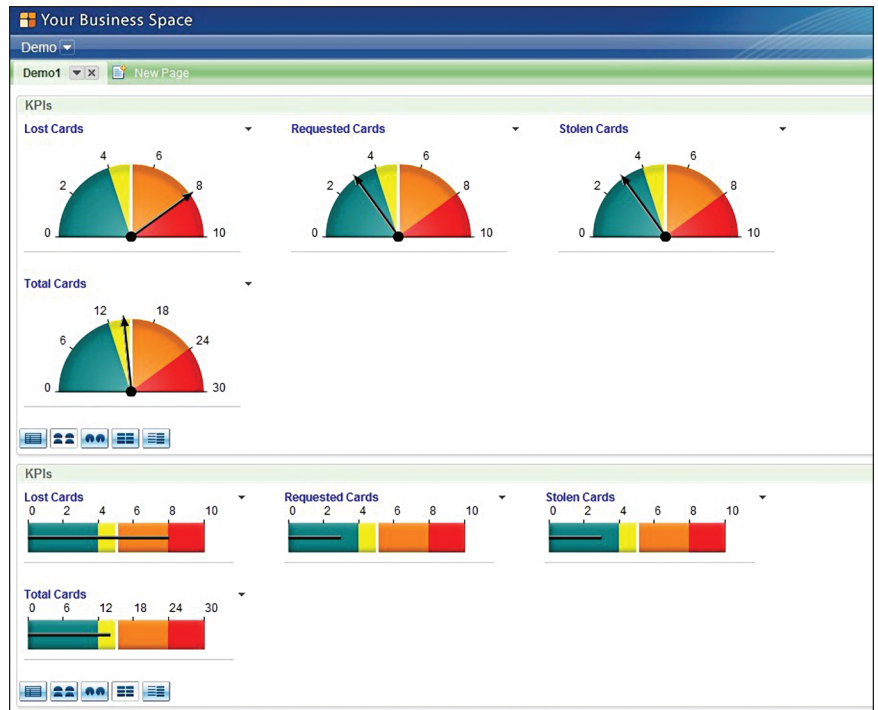 Your Business Space
Demo
Demo1 New Page
KPIs
Lost Cards Requested Cards Stolen Cards
0 2 4 6 8 10 0 2 4 6 8 10 0 2 4 6 8 10
Total Cards
0 6 12 18 24 30
KPIs
Lost Cards Requested Cards Stolen Cards
0 2 4 6 8 10 0 2 4 6 8 10 0 2 4 6 8 10
Total Cards
0 6 12 18 24 30